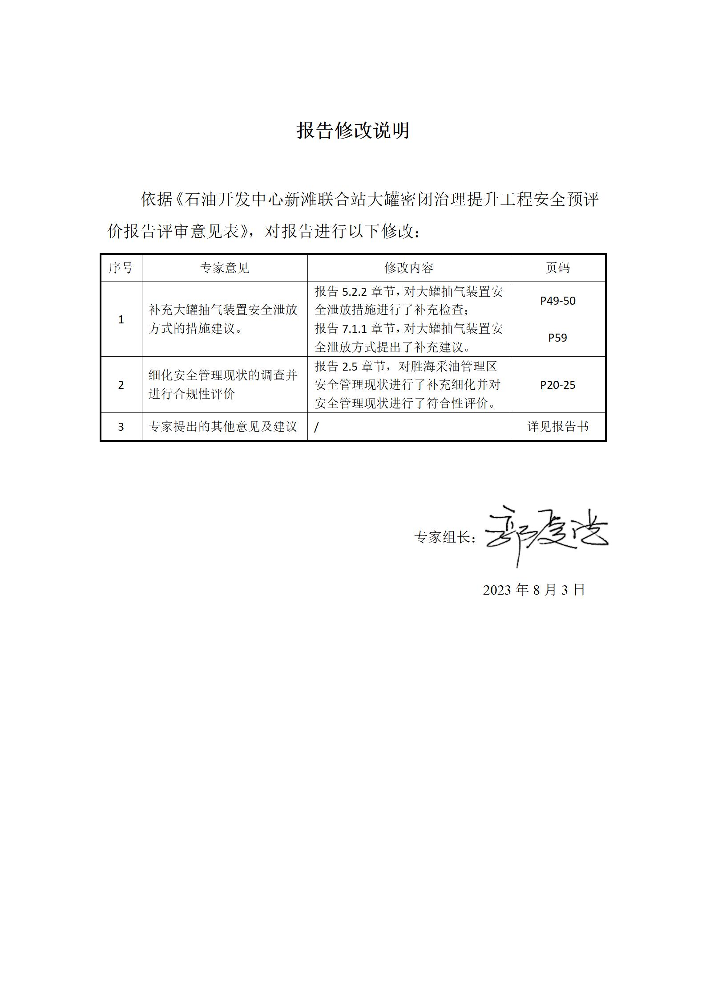 报告修改说明
依据《石油开发中心新滩联合站大罐密闭治理提升工程安全预评
价报告评审意见表》，对报告进行以下修改：
序号 专家意见 修改内容 页码
1
补充大罐抽气装置安全泄放
方式的措施建议。
报告 5.2.2 章节，对大罐抽气装置安
全泄放措施进行了补充检查；
报告 7.1.1 章节，对大罐抽气装置安
全泄放方式提出了补充建议。
P49-50
P59
2
细化安全管理现状的调查并
进行合规性评价
报告 2.5 章节，对胜海采油管理区
安全管理现状进行了补充细化并对
安全管理现状进行了符合性评价。
P20-25
3 专家提出的其他意见及建议 / 详见报告书
专家组长：
2023 年 8 月 3 日